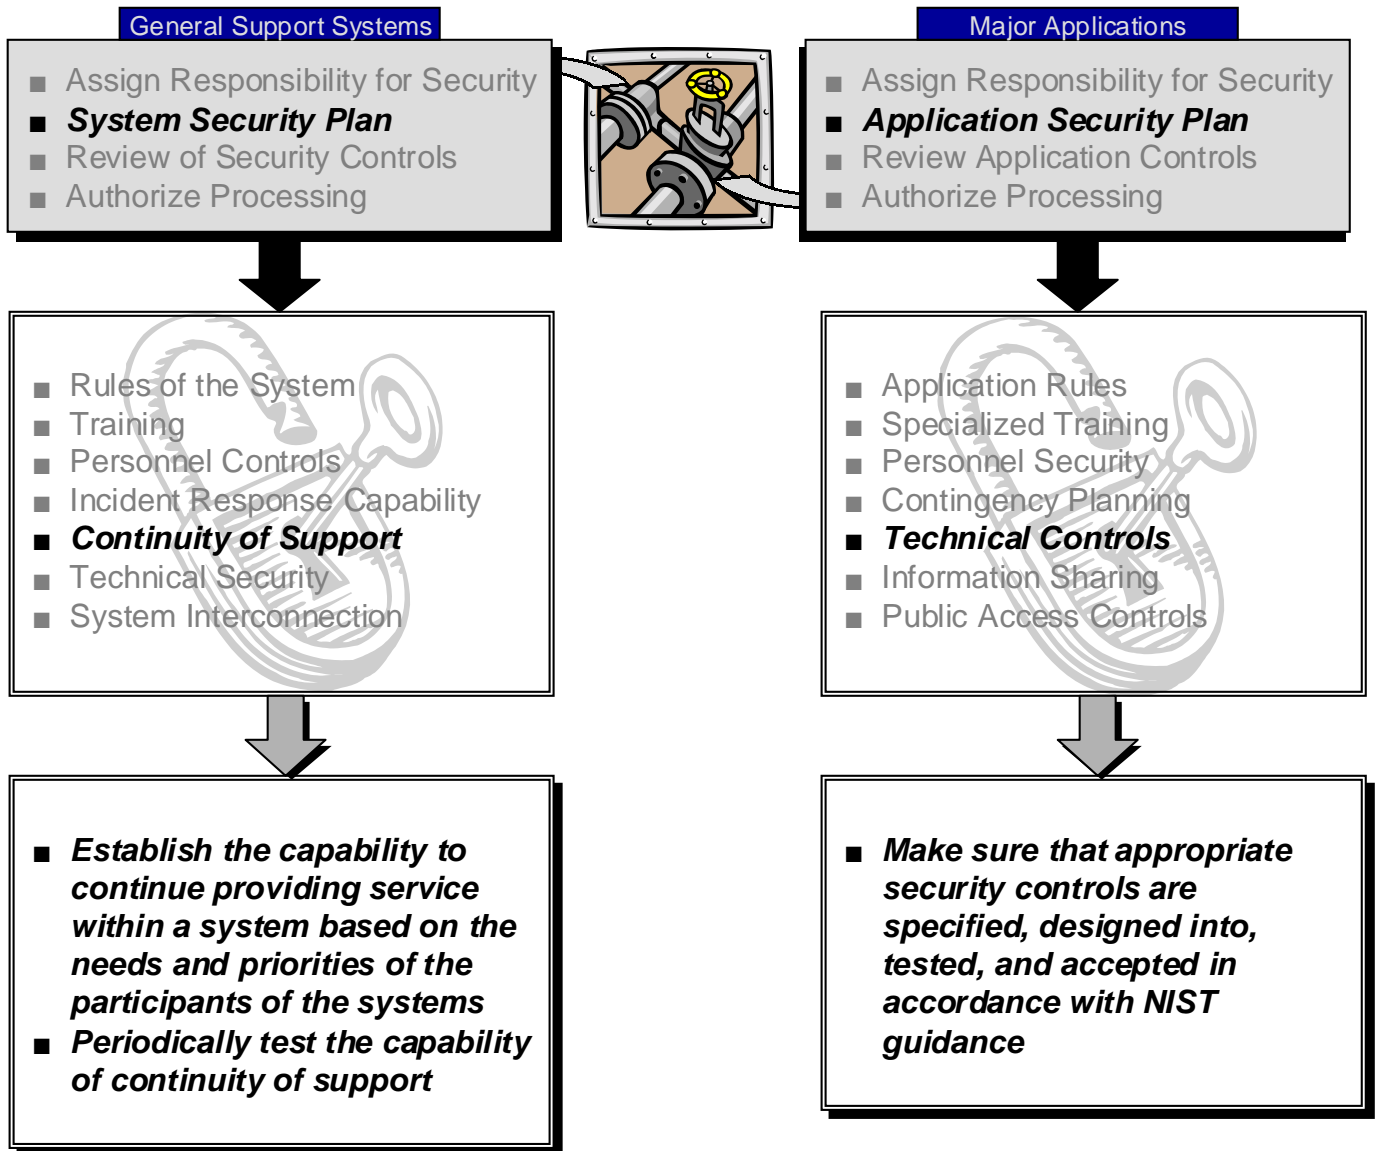 General Support Systems
■ Assign Responsibility for Security
■ System Security Plan
■ Review of Security Controls
■ Authorize Processing
■ Rules of the System
■ Training
■ Personnel Controls
■ Incident Response Capability
■ Continuity of Support
■ Technical Security
■ System Interconnection
■ Establish the capability to
continue providing service
within a system based on the
needs and priorities of the
participants of the systems
■ Periodically test the capability
of continuity of support
Major Applications
■ Assign Responsibility for Security
■ Application Security Plan
■ Review Application Controls
■ Authorize Processing
■ Application Rules
■ Specialized Training
■ Personnel Security
■ Contingency Planning
■ Technical Controls
■ Information Sharing
■ Public Access Controls
■ Make sure that appropriate
security controls are
specified, designed into,
tested, and accepted in
accordance with NIST
guidance